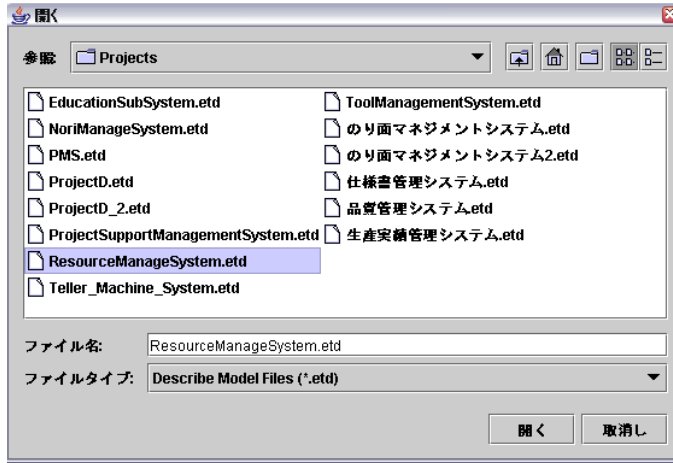 開く
参照: Projects
EducationSubSystem.etd
NoriManageSystem.etd
PMS.etd
ProjectD.etd
ProjectD_2.etd
ProjectSupportManagementSystem.etd
ResourceManageSystem.etd
Teller_Machine_System.etd
ToolManagementSystem.etd
のり面マネジメントシステム.etd
のり面マネジメントシステム2.etd
仕様書管理システム.etd
品質管理システム.etd
生産実績管理システム.etd
ファイル名: ResourceManageSystem.etd
ファイルタイプ: Describe Model Files (*.etd)
開く 取消し